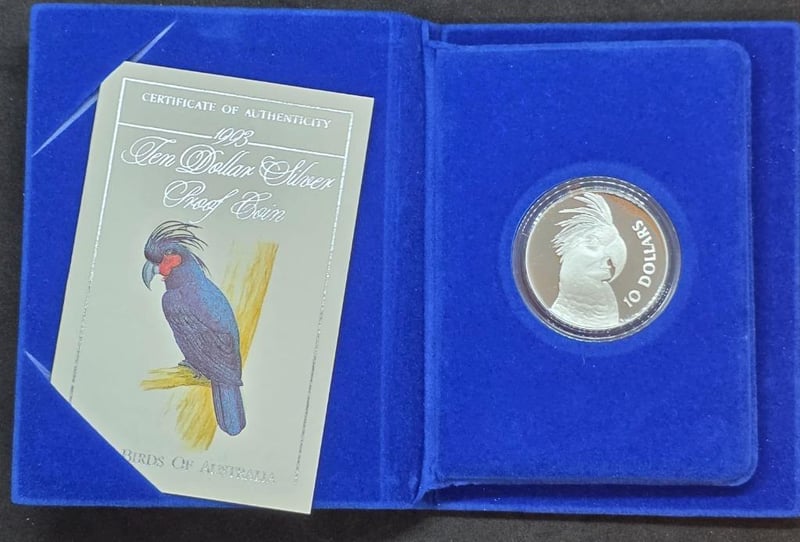 CERTIFICATE OF AUTHENTICITY
1993
Ten Dollar Silver
Proof Coin
BIRDS OF AUSTRALIA
10 DOLLARS